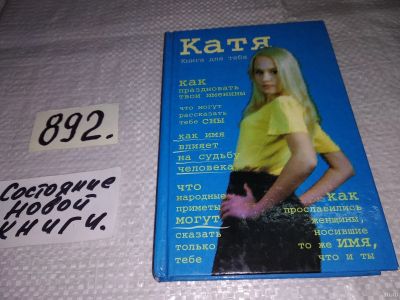 Катя
Книга для тебя
как
праздновать
твои именины
что могут
рассказать
тебе сны
как имя
влияет
на судьбу
человека
что
народные
приметы
могут
сказать
только
тебе
как
прославились
женщины,
носившие
то же имя,
что и ты
892.
Состояние
новой
книги.